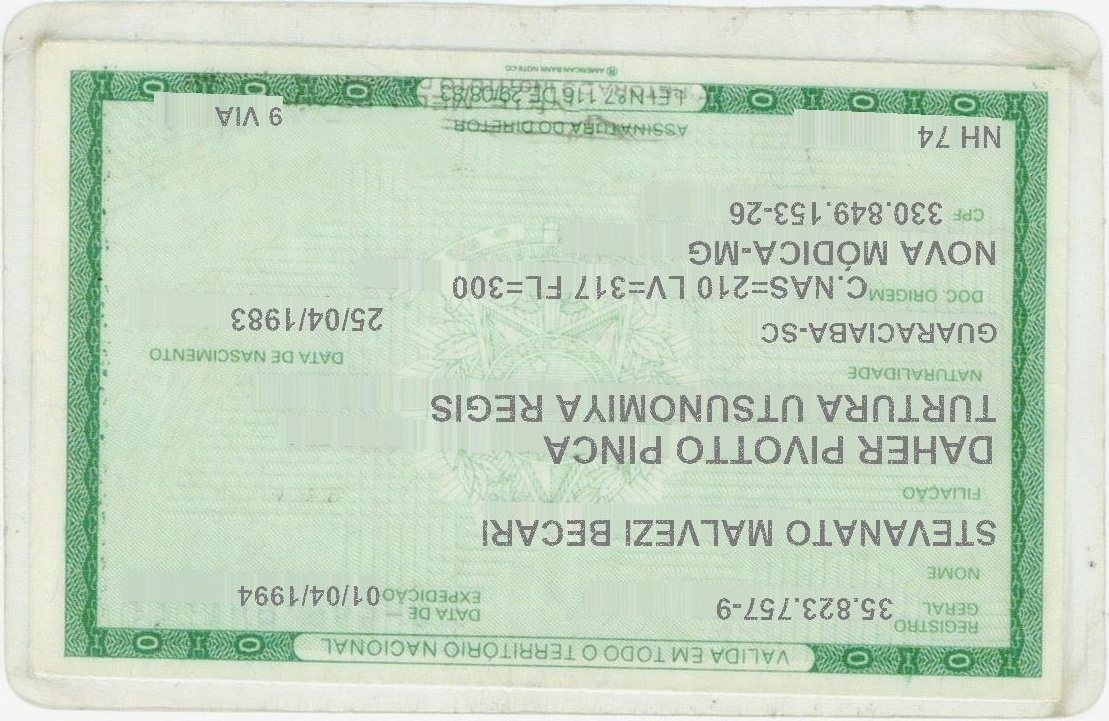 VALIDA EM TODO O TERRITÓRIO NACIONAL
REGISTRO GERAL 35.823.757-9 DATA DE EXPEDIÇÃO 01/04/1994
NOME
STEVANATO MALVEZI BECARI
FILIAÇÃO
DAHER PIVOTTO PINCA
TURTURA UTSUNOMIYA REGIS
NATURALIDADE DATA DE NASCIMENTO
GUARACIABA-SC 25/04/1983
DOC. ORIGEM C.NAS=210 LV=317 FL=300
NOVA MÓDICA-MG
CPF 330.849.153-26
NH 74 9 VIA
ASSINATURA DO DIRETOR
LEI Nº 7.116 DE 29/08/83
AMERICAN BANK NOTE CO